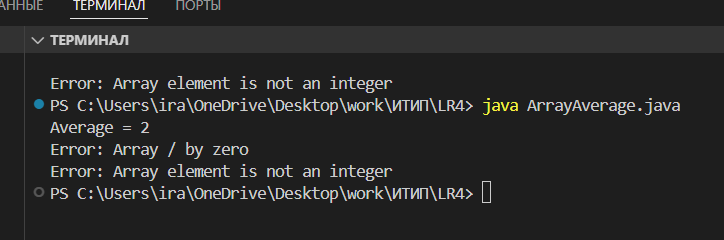 АННЫЕ ТЕРМИНАЛ ПОРТЫ
ТЕРМИНАЛ
Error: Array element is not an integer
PS C:\Users\ira\OneDrive\Desktop\work\ИТИП\LR4> java ArrayAverage.java
Average = 2
Error: Array / by zero
Error: Array element is not an integer
PS C:\Users\ira\OneDrive\Desktop\work\ИТИП\LR4>